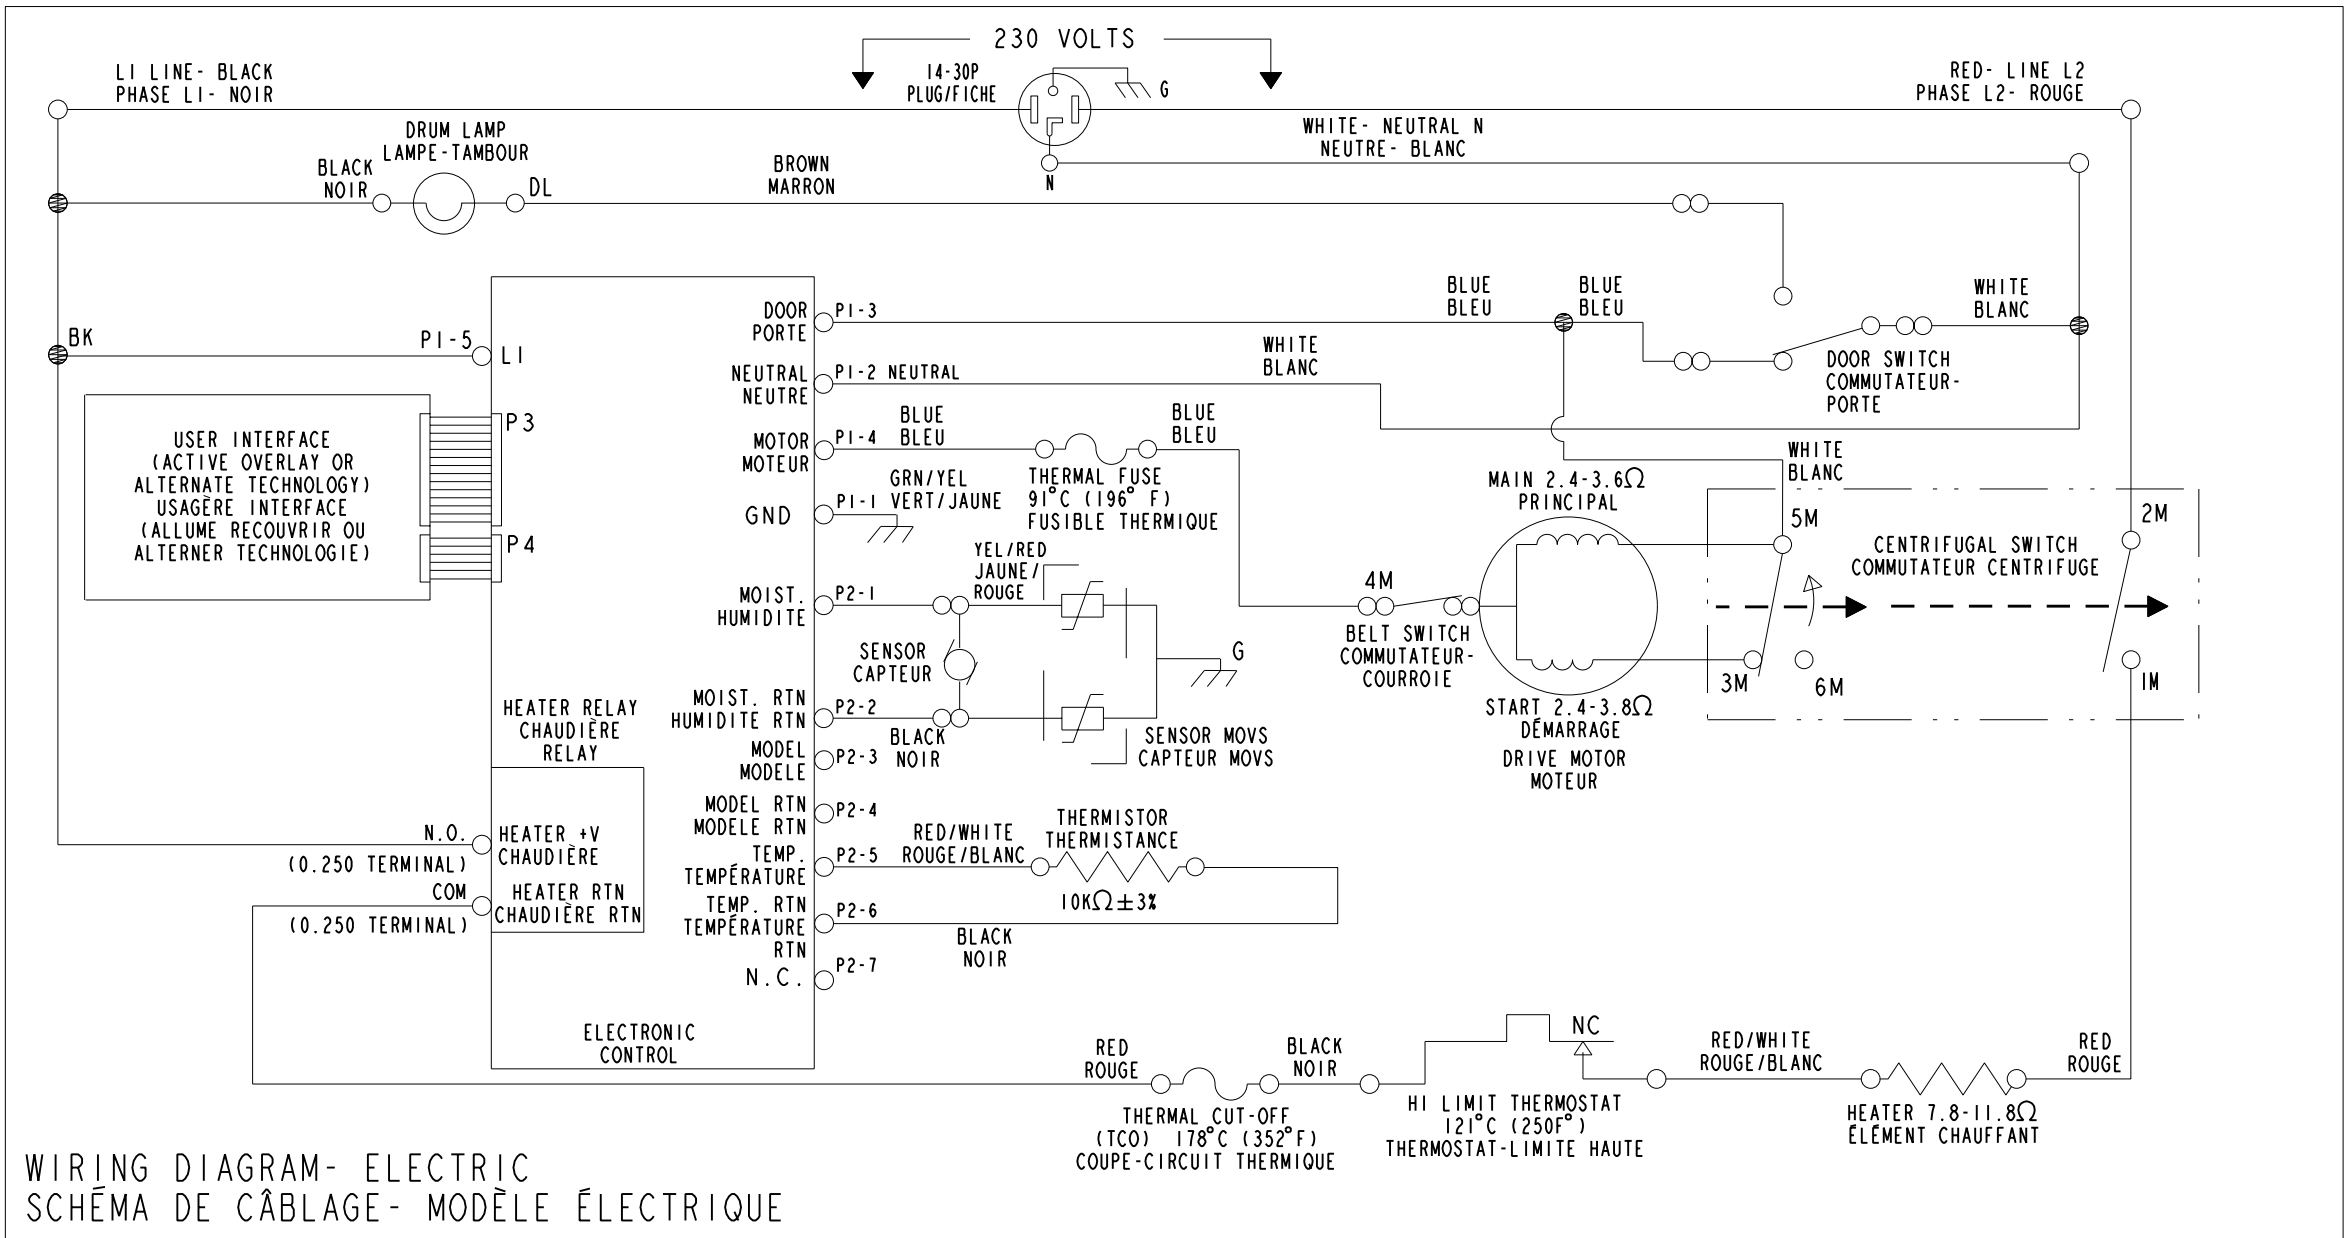 230 VOLTS
L1 LINE- BLACK
PHASE L1- NOIR
14-30P
PLUG/FICHE
G
RED- LINE L2
PHASE L2- ROUGE
DRUM LAMP
LAMPE-TAMBOUR
BLACK
NOIR
DL
BROWN
MARRON
N
WHITE- NEUTRAL N
NEUTRE- BLANC
BK
P1-5
L1
DOOR
PORTE
P1-3
BLUE
BLEU
BLUE
BLEU
WHITE
BLANC
DOOR SWITCH
COMMUTATEUR-
PORTE
NEUTRAL
NEUTRE
P1-2 NEUTRAL
WHITE
BLANC
USER INTERFACE
(ACTIVE OVERLAY OR
ALTERNATE TECHNOLOGY)
USAGÈRE INTERFACE
(ALLUME RECOUVRIR OU
ALTERNER TECHNOLOGIE)
P3
P4
MOTOR
MOTEUR
P1-4
BLUE
BLEU
THERMAL FUSE
91°C (196° F)
FUSIBLE THERMIQUE
BLUE
BLEU
GND
P1-1
GRN/YEL
VERT/JAUNE
MAIN 2.4-3.6Ω
PRINCIPAL
WHITE
BLANC
5M
2M
CENTRIFUGAL SWITCH
COMMUTATEUR CENTRIFUGE
MOIST.
HUMIDITE
P2-1
YEL/RED
JAUNE/
ROUGE
SENSOR
CAPTEUR
G
4M
BELT SWITCH
COMMUTATEUR-
COURROIE
3M
6M
1M
START 2.4-3.8Ω
DÉMARRAGE
DRIVE MOTOR
MOTEUR
MOIST. RTN
HUMIDITE RTN
P2-2
BLACK
NOIR
SENSOR MOVS
CAPTEUR MOVS
HEATER RELAY
CHAUDIÈRE
RELAY
MODEL
MODELE
P2-3
MODEL RTN
MODELE RTN
P2-4
N.O.
(0.250 TERMINAL)
HEATER +V
CHAUDIÈRE
COM
(0.250 TERMINAL)
HEATER RTN
CHAUDIÈRE RTN
TEMP.
TEMPÉRATURE
P2-5
RED/WHITE
ROUGE/BLANC
THERMISTOR
THERMISTANCE
10KΩ±3%
TEMP. RTN
TEMPÉRATURE
RTN
P2-6
BLACK
NOIR
N.C.
P2-7
ELECTRONIC
CONTROL
RED
ROUGE
THERMAL CUT-OFF
(TCO) 178°C (352°F)
COUPE-CIRCUIT THERMIQUE
BLACK
NOIR
NC
HI LIMIT THERMOSTAT
121°C (250F°)
THERMOSTAT-LIMITE HAUTE
RED/WHITE
ROUGE/BLANC
HEATER 7.8-11.8Ω
ÉLÉMENT CHAUFFANT
RED
ROUGE
WIRING DIAGRAM- ELECTRIC
SCHÉMA DE CÂBLAGE- MODÈLE ÉLECTRIQUE